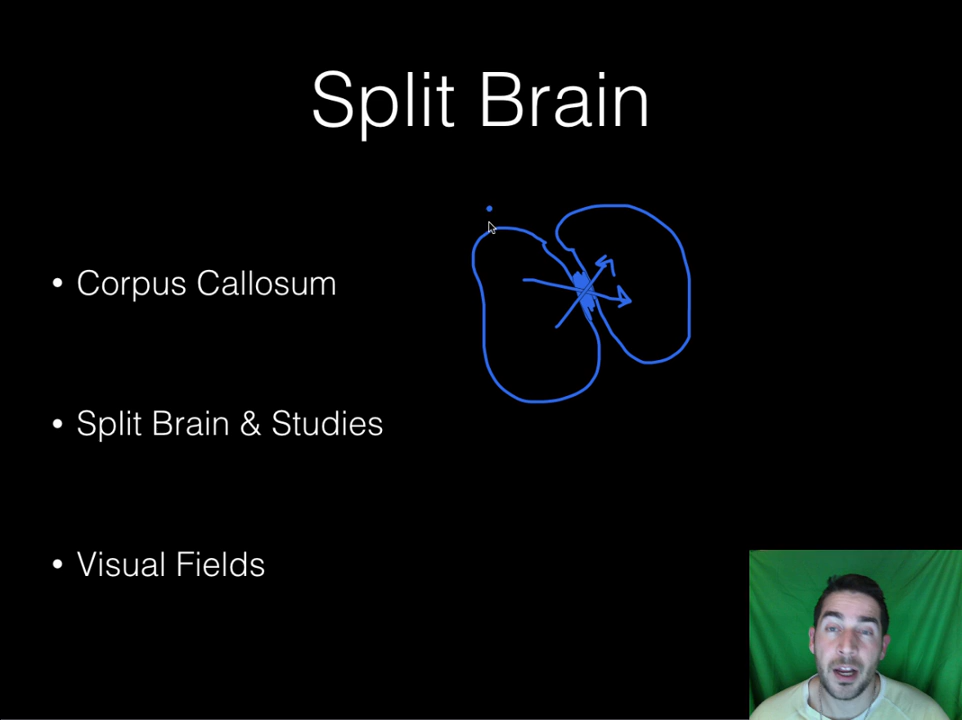 Split Brain
• Corpus Callosum
• Split Brain & Studies
• Visual Fields